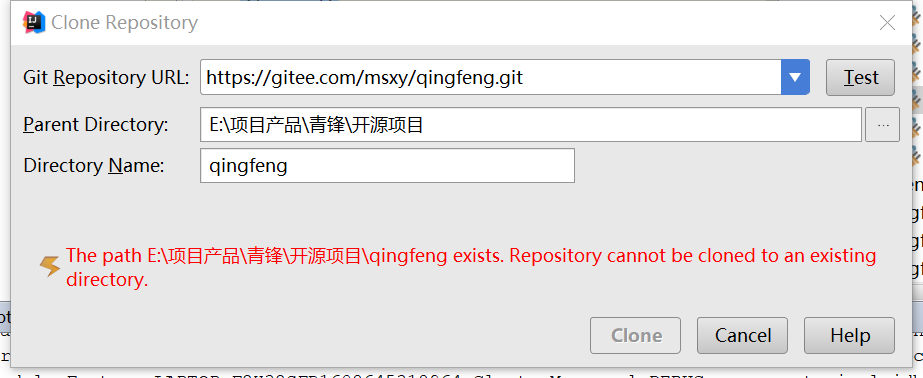 Clone Repository
Git Repository URL: https://gitee.com/msxy/qingfeng.git Test
Parent Directory: E:\项目产品\青锋\开源项目 ...
Directory Name: qingfeng
The path E:\项目产品\青锋\开源项目\qingfeng exists. Repository cannot be cloned to an existing
directory.
Clone Cancel Help